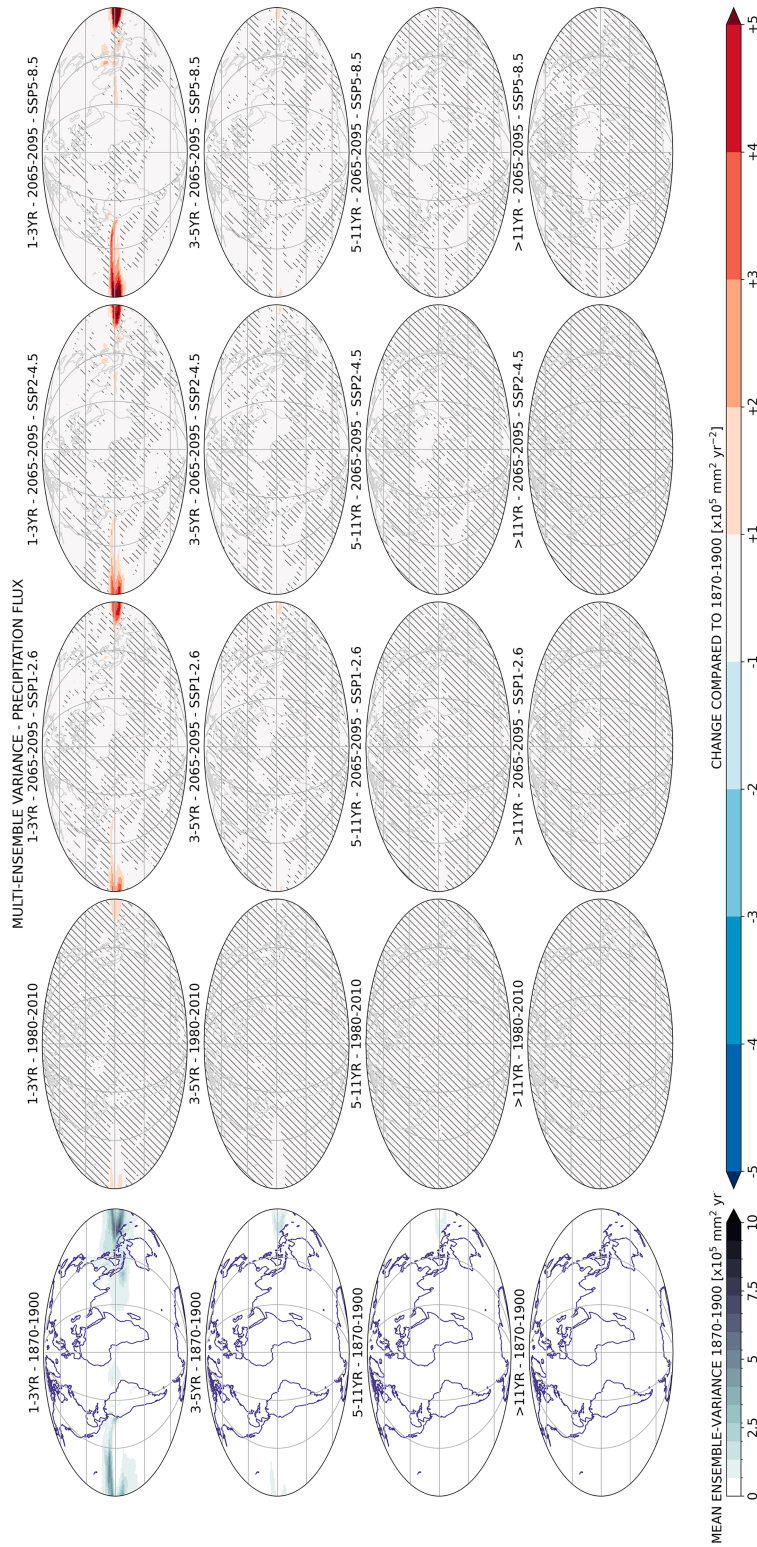 MULTI-ENSEMBLE VARIANCE - PRECIPITATION FLUX
1-3YR - 1870-1900
1-3YR - 1980-2010
1-3YR - 2065-2095 - SSP1-2.6
1-3YR - 2065-2095 - SSP2-4.5
1-3YR - 2065-2095 - SSP5-8.5
3-5YR - 1870-1900
3-5YR - 1980-2010
3-5YR - 2065-2095 - SSP1-2.6
3-5YR - 2065-2095 - SSP2-4.5
3-5YR - 2065-2095 - SSP5-8.5
5-11YR - 1870-1900
5-11YR - 1980-2010
5-11YR - 2065-2095 - SSP1-2.6
5-11YR - 2065-2095 - SSP2-4.5
5-11YR - 2065-2095 - SSP5-8.5
>11YR - 1870-1900
>11YR - 1980-2010
>11YR - 2065-2095 - SSP1-2.6
>11YR - 2065-2095 - SSP2-4.5
>11YR - 2065-2095 - SSP5-8.5
MEAN ENSEMBLE-VARIANCE 1870-1900 [x10⁵ mm² yr
0 2.5 5 7.5 10
CHANGE COMPARED TO 1870-1900 [x10⁵ mm² yr⁻²]
-5 -4 -3 -2 -1 +1 +2 +3 +4 +5